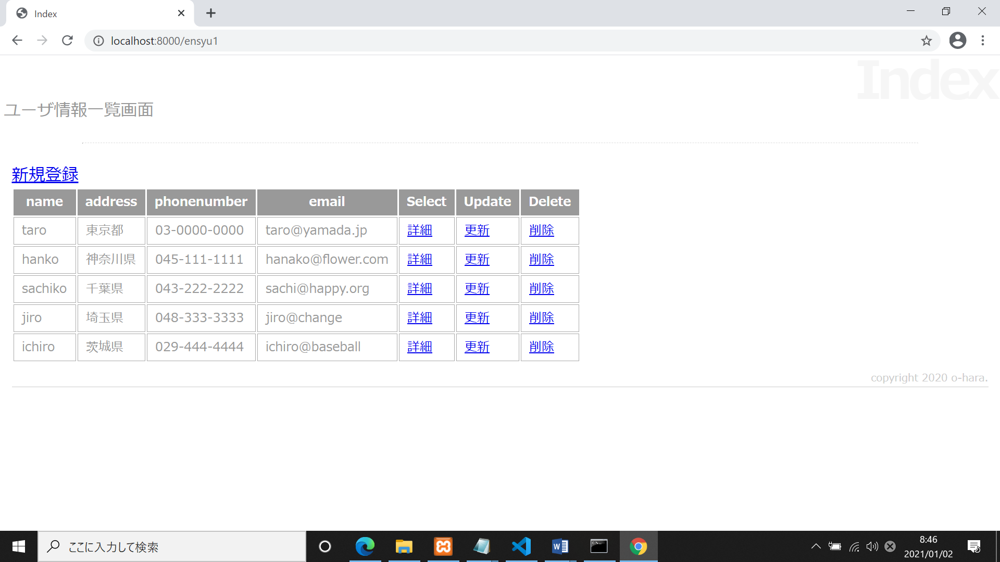 Index
localhost:8000/ensyu1
Index
ユーザ情報一覧画面
新規登録
name address phonenumber email Select Update Delete
taro 東京都 03-0000-0000 taro@yamada.jp 詳細 更新 削除
hanko 神奈川県 045-111-1111 hanako@flower.com 詳細 更新 削除
sachiko 千葉県 043-222-2222 sachi@happy.org 詳細 更新 削除
jiro 埼玉県 048-333-3333 jiro@change 詳細 更新 削除
ichiro 茨城県 029-444-4444 ichiro@baseball 詳細 更新 削除
copyright 2020 o-hara.
ここに入力して検索
8:46
2021/01/02